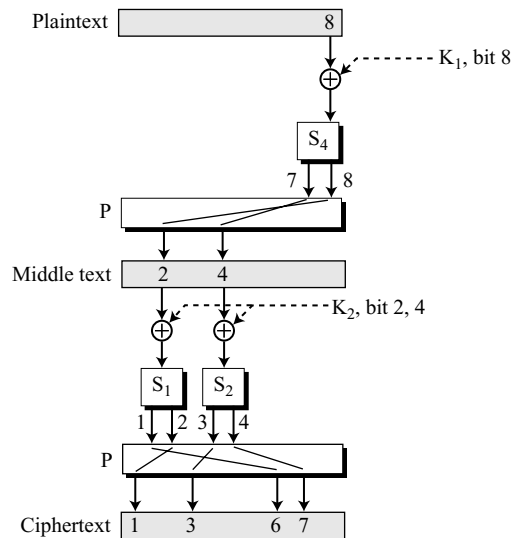 Plaintext 8
K₁, bit 8
S₄
7 8
P
Middle text 2 4
K₂, bit 2, 4
S₁ S₂
1 2 3 4
P
Ciphertext 1 3 6 7